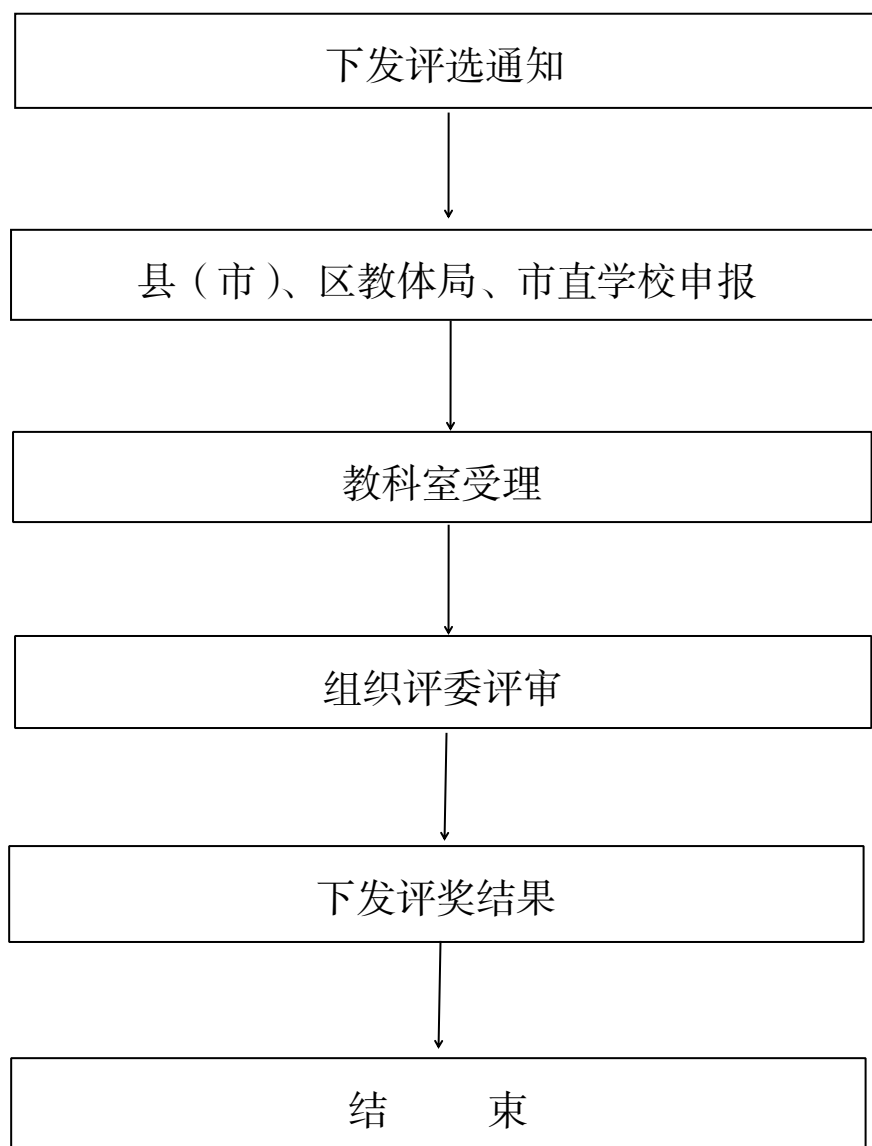 下发评选通知
县（市）、区教体局、市直学校申报
教科室受理
组织评委评审
下发评奖结果
结 束